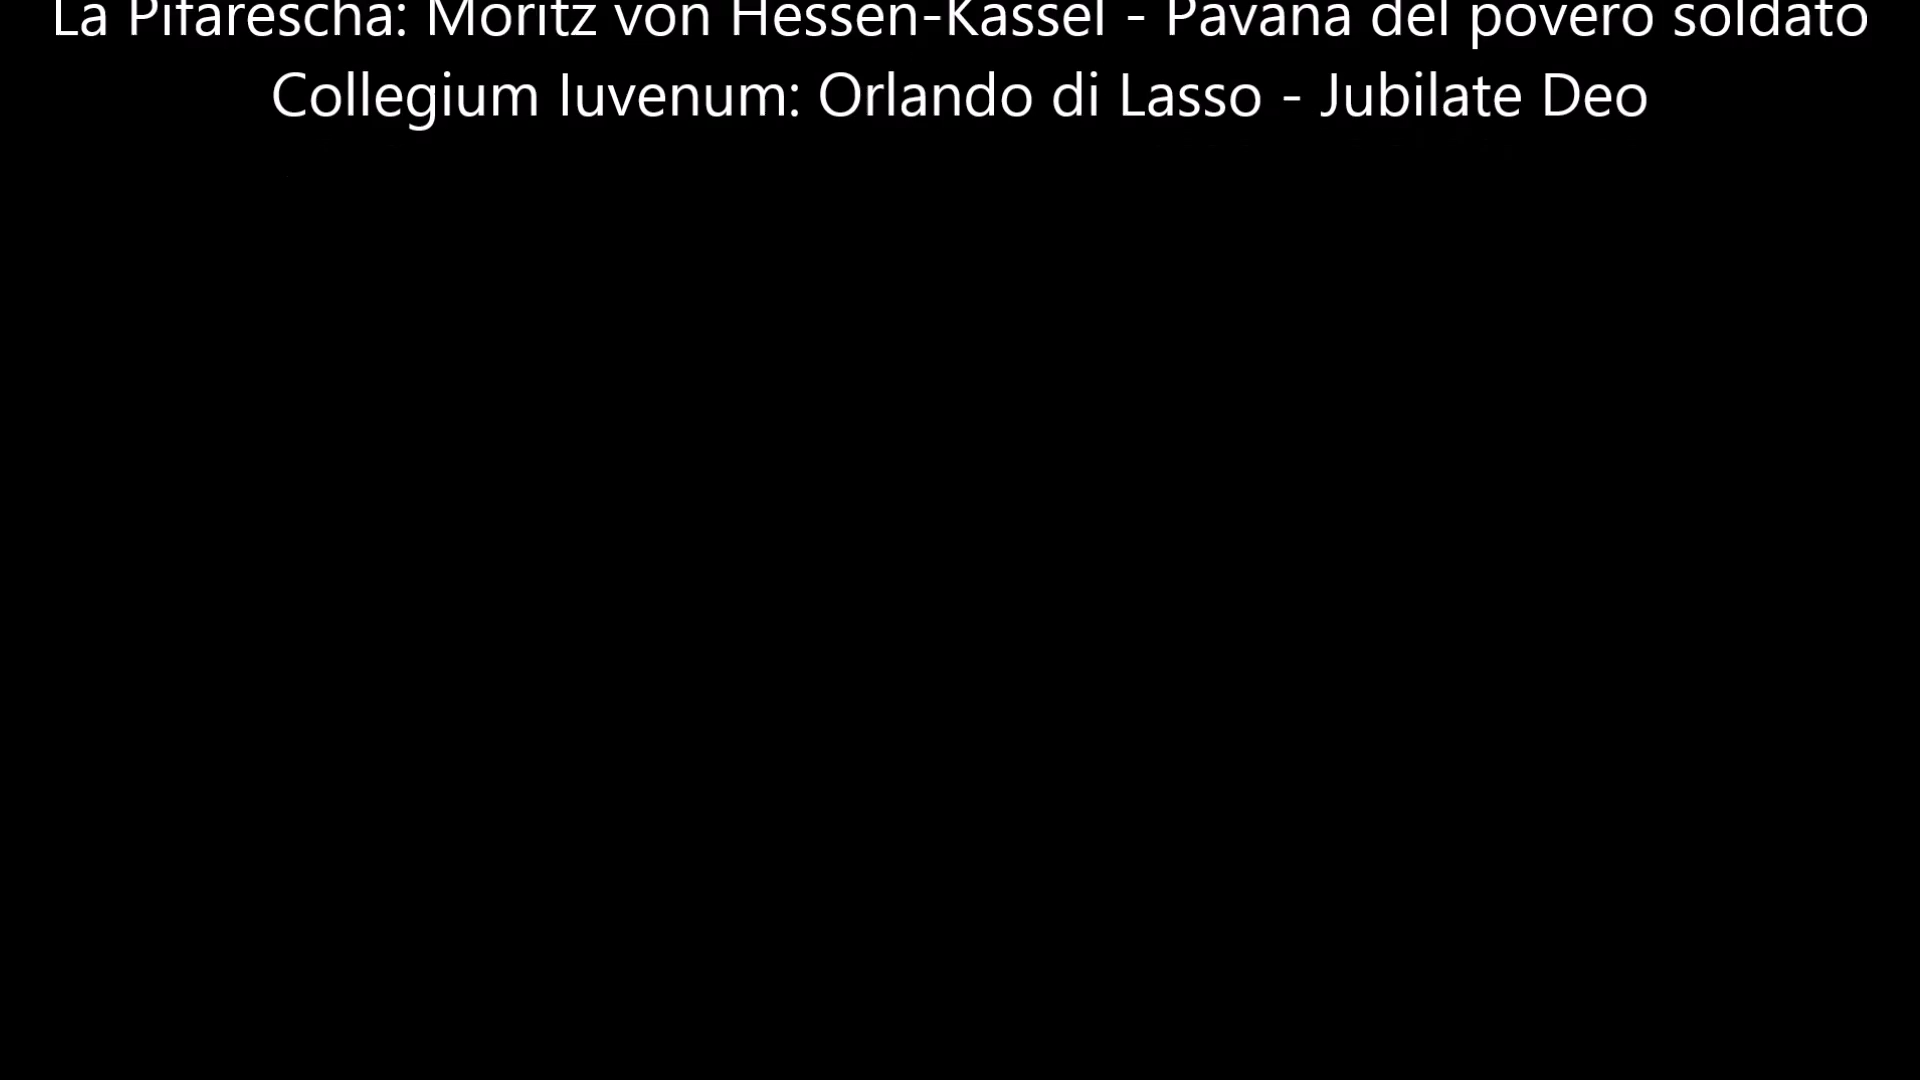 La Pifarescha: Moritz von Hessen-Kassel - Pavana del povero soldato
Collegium Iuvenum: Orlando di Lasso - Jubilate Deo